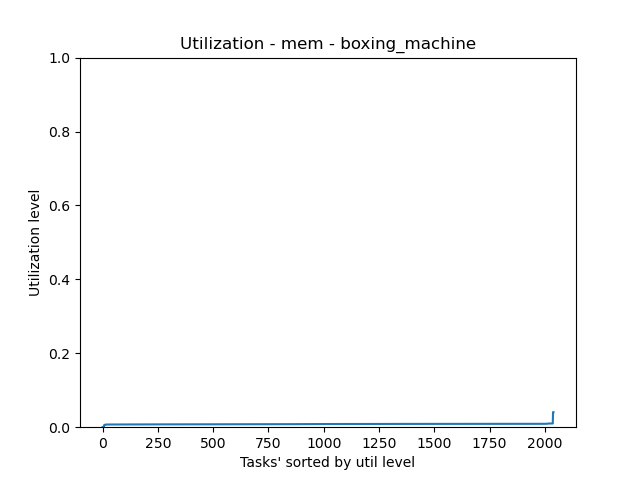 Utilization - mem - boxing_machine
1.0
0.8
0.6
0.4
0.2
0.0
Utilization level
0 250 500 750 1000 1250 1500 1750 2000
Tasks' sorted by util level